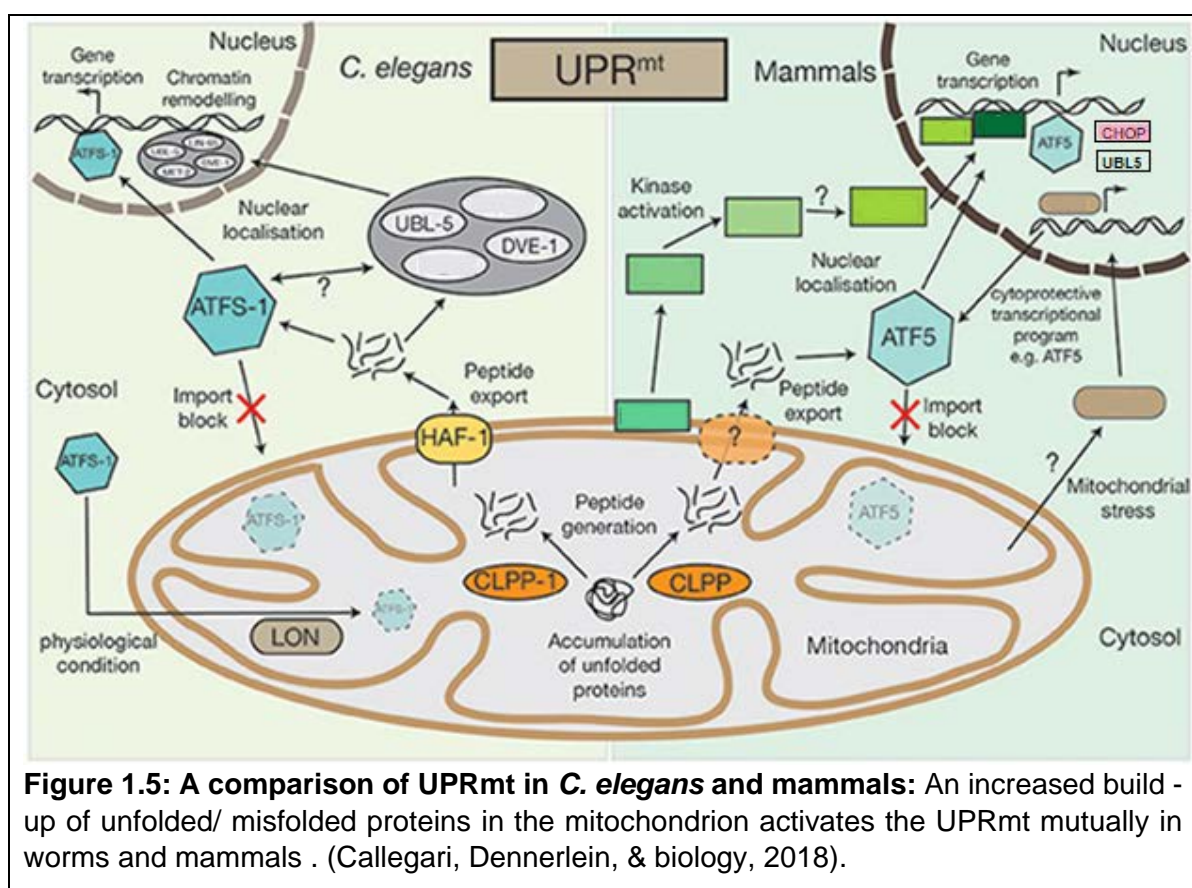 Nucleus
Gene
transcription
Chromatin
remodelling
C. elegans
UPRmt
Mammals
Nucleus
Gene
transcription
ATFS-1
UBL-5
LIN-65
DVE-1
MET-2
ATF5
CHOP
UBL5
Nuclear
localisation
UBL-5
DVE-1
?
ATFS-1
Kinase
activation
?
Nuclear
localisation
ATF5
cytoprotective
transcriptional
program
e.g. ATF5
Cytosol
Import
block
Peptide
export
HAF-1
?
Peptide
export
Import
block
ATFS-1
ATFS-1
Peptide
generation
ATF5
?
Mitochondrial
stress
CLPP-1
CLPP
physiological
condition
LON
Accumulation
of unfolded
proteins
Mitochondria
Cytosol
Figure 1.5: A comparison of UPRmt in C. elegans and mammals: An increased build -
up of unfolded/ misfolded proteins in the mitochondrion activates the UPRmt mutually in
worms and mammals . (Callegari, Dennerlein, & biology, 2018).